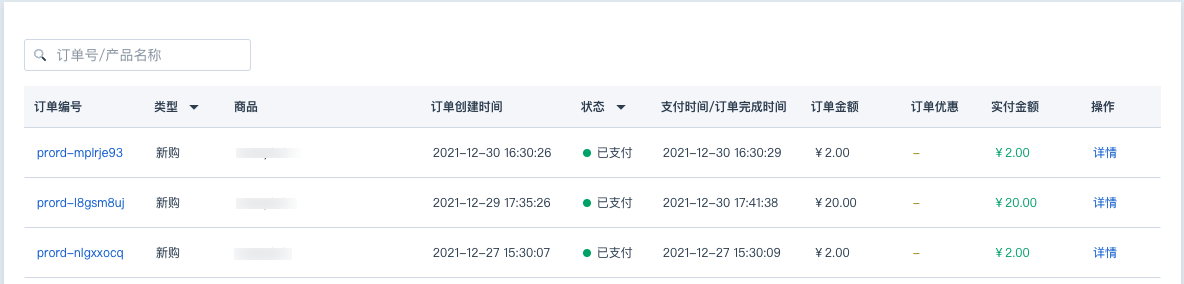 订单号/产品名称
订单编号 类型 商品 订单创建时间 状态 支付时间/订单完成时间 订单金额 订单优惠 实付金额 操作
prord-mplrje93 新购 2021-12-30 16:30:26 已支付 2021-12-30 16:30:29 ¥2.00 – ¥2.00 详情
prord-l8gsm8uj 新购 2021-12-29 17:35:26 已支付 2021-12-30 17:41:38 ¥20.00 – ¥20.00 详情
prord-nlgxxocq 新购 2021-12-27 15:30:07 已支付 2021-12-27 15:30:09 ¥2.00 – ¥2.00 详情